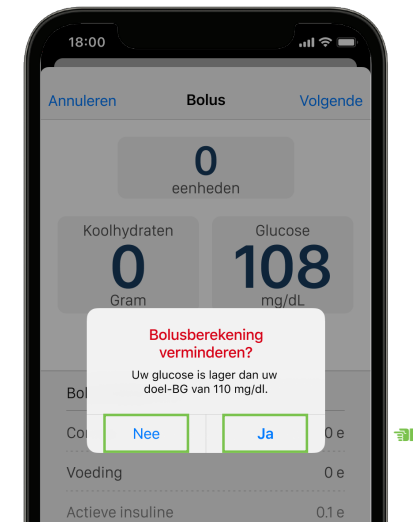 18:00
Annuleren Bolus Volgende
0
eenheden
Koolhydraten Glucose
0 108
Gram mg/dL
Bolusberekening
verminderen?
Uw glucose is lager dan uw
doel-BG van 110 mg/dl.
Nee Ja
0 e
Voeding 0 e
Actieve insuline 0.1 e